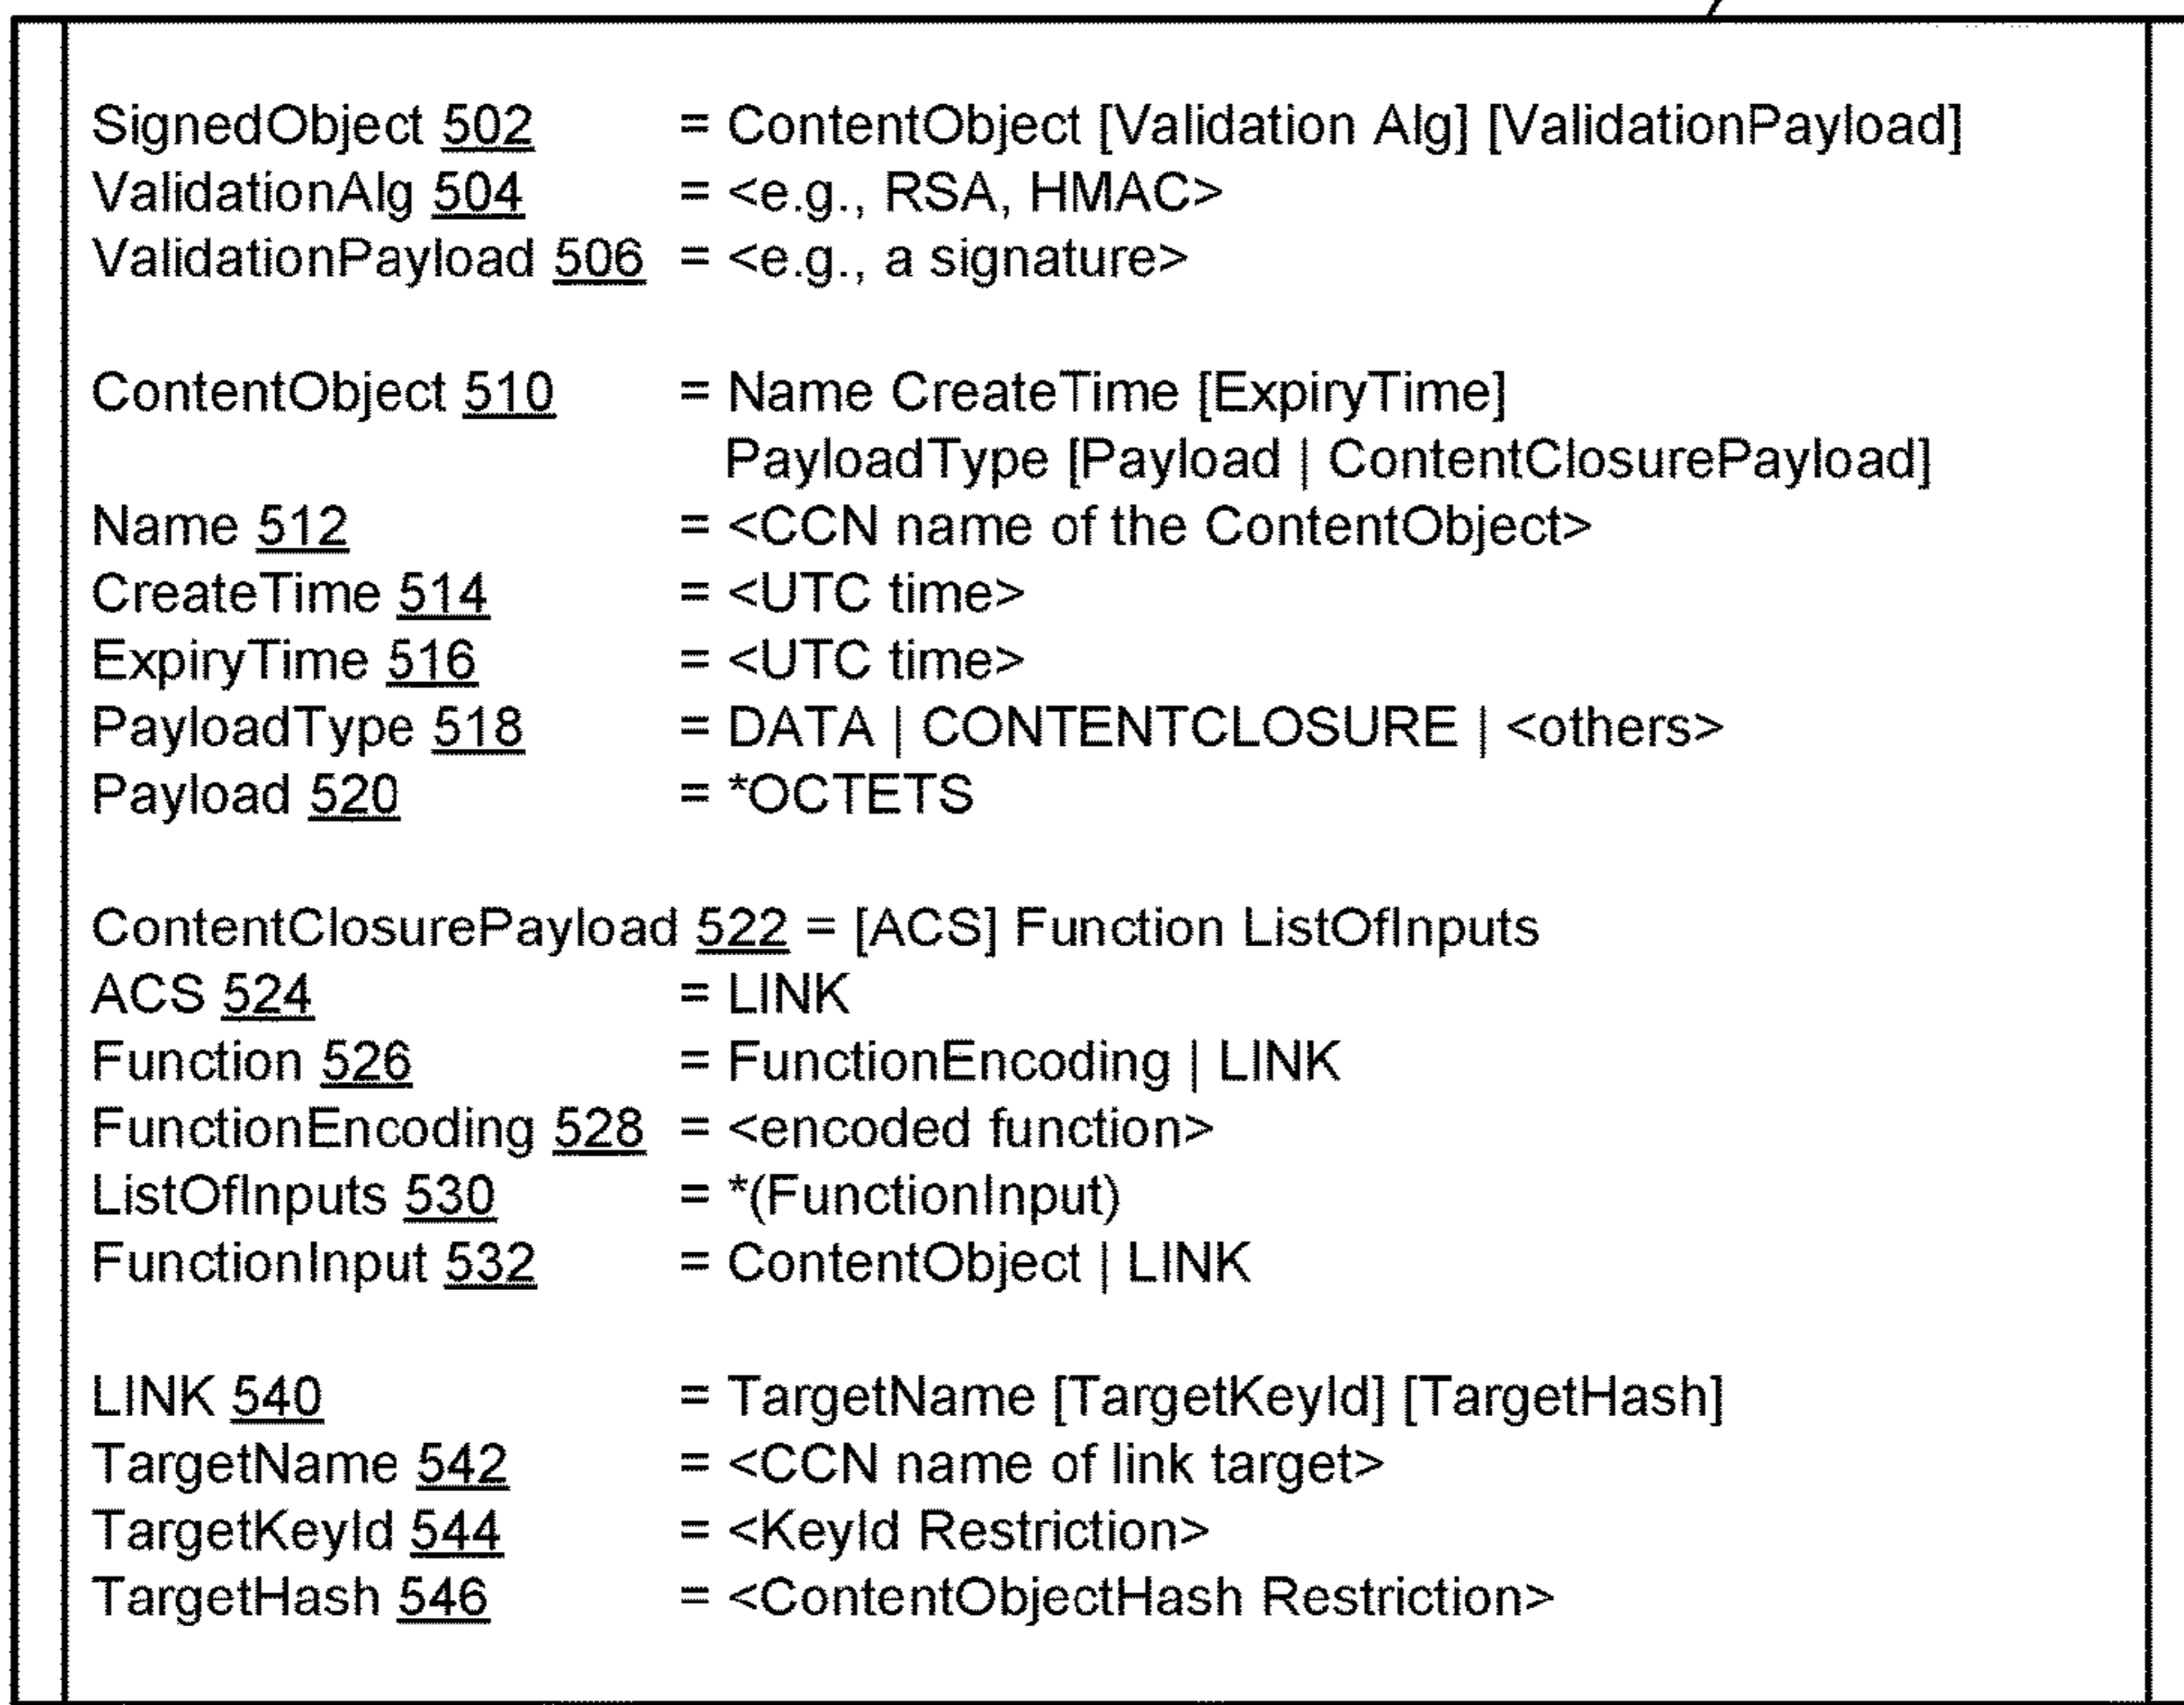 SignedObject 502 = ContentObject [Validation Alg] [ValidationPayload]
ValidationAlg 504 = <e.g., RSA, HMAC>
ValidationPayload 506 = <e.g., a signature>
ContentObject 510 = Name CreateTime [ExpiryTime]
PayloadType [Payload | ContentClosurePayload]
Name 512 = <CCN name of the ContentObject>
CreateTime 514 = <UTC time>
ExpiryTime 516 = <UTC time>
PayloadType 518 = DATA | CONTENTCLOSURE | <others>
Payload 520 = *OCTETS
ContentClosurePayload 522 = [ACS] Function ListOfInputs
ACS 524 = LINK
Function 526 = FunctionEncoding | LINK
FunctionEncoding 528 = <encoded function>
ListOfInputs 530 = *(FunctionInput)
FunctionInput 532 = ContentObject | LINK
LINK 540 = TargetName [TargetKeyId] [TargetHash]
TargetName 542 = <CCN name of link target>
TargetKeyId 544 = <KeyId Restriction>
TargetHash 546 = <ContentObjectHash Restriction>